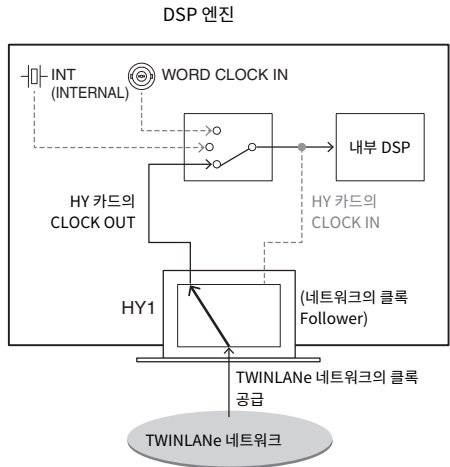 DSP 엔진
INT
(INTERNAL)
WORD CLOCK IN
내부 DSP
HY 카드의
CLOCK OUT
HY 카드의
CLOCK IN
HY1
(네트워크의 클록
Follower)
TWINLANe 네트워크의 클록
공급
TWINLANe 네트워크